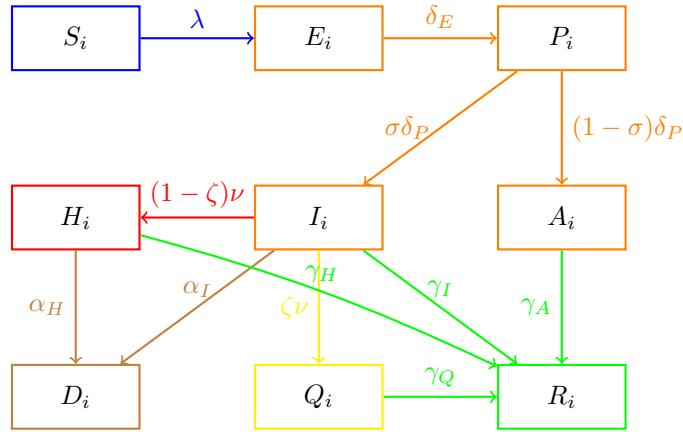 λ δ_E
S_i E_i P_i
σδ_P (1 − σ)δ_P
(1 − ζ)ν
H_i I_i A_i
γ_H γ_I
α_H α_I ζν γ_A
γ_Q
D_i Q_i R_i